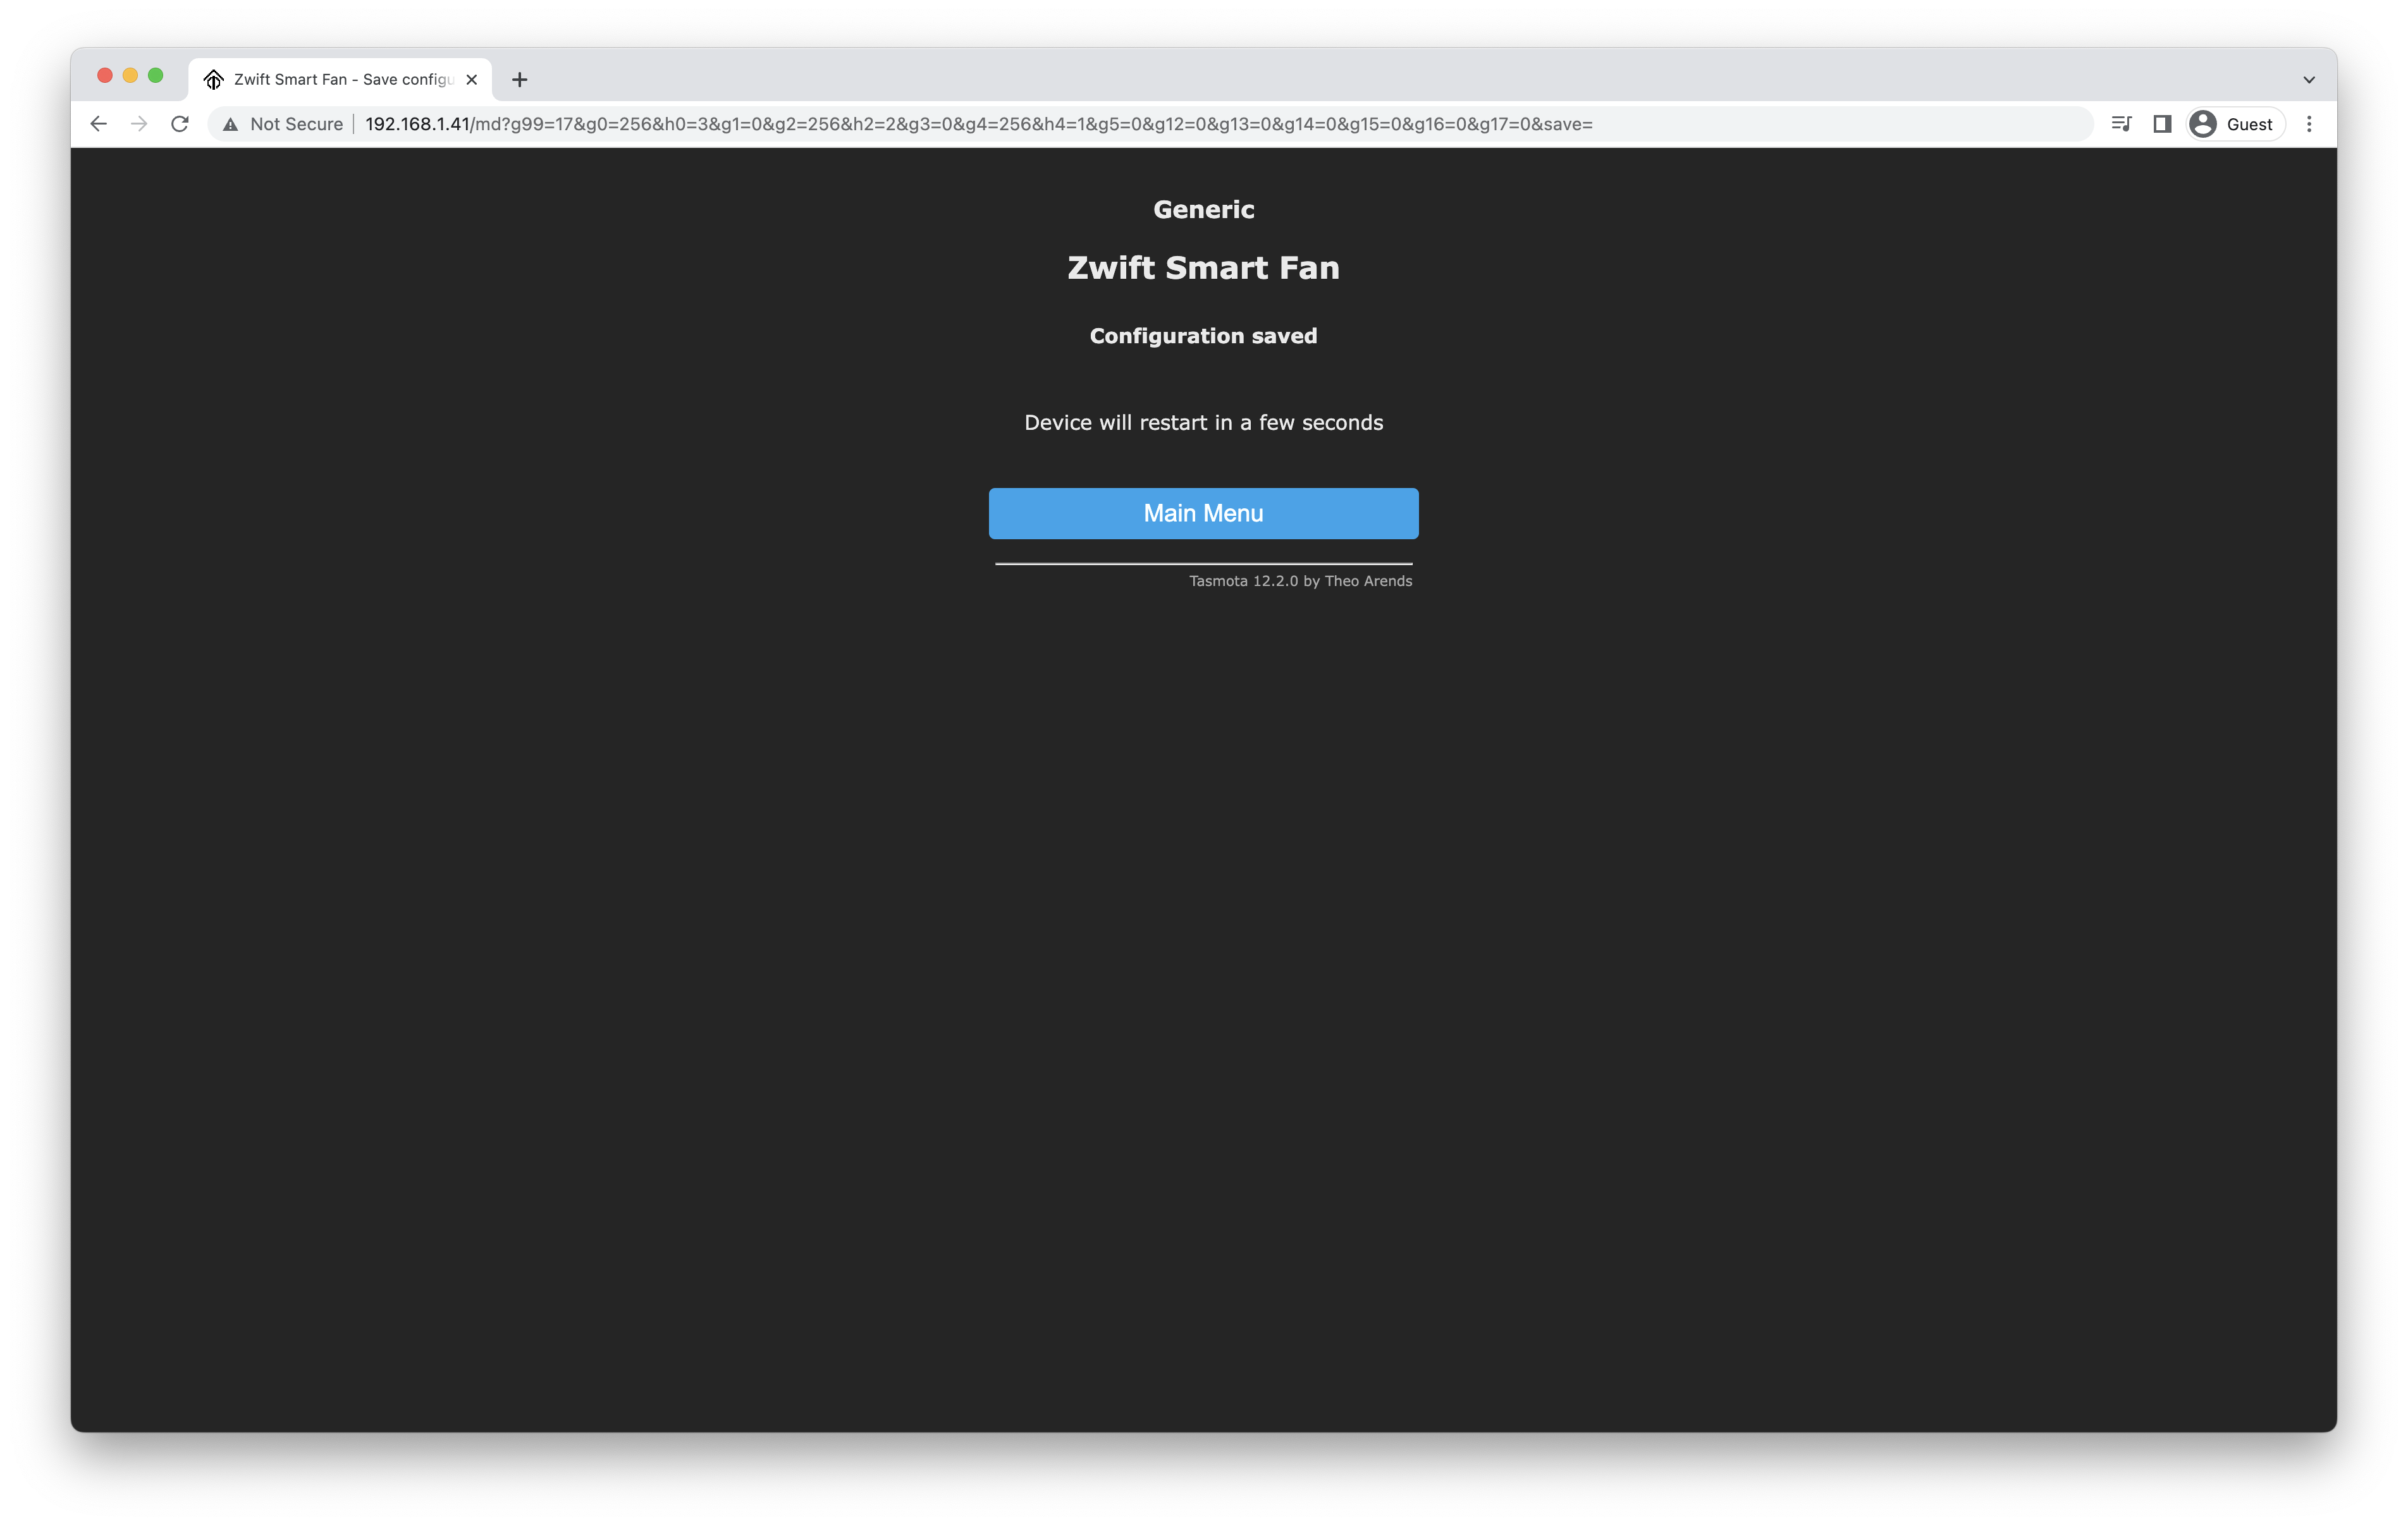 Zwift Smart Fan - Save configu
Not Secure
192.168.1.41/md?g99=17&g0=256&h0=3&g1=0&g2=256&h2=2&g3=0&g4=256&h4=1&g5=0&g12=0&g13=0&g14=0&g15=0&g16=0&g17=0&save=
Guest
Generic
Zwift Smart Fan
Configuration saved
Device will restart in a few seconds
Main Menu
Tasmota 12.2.0 by Theo Arends